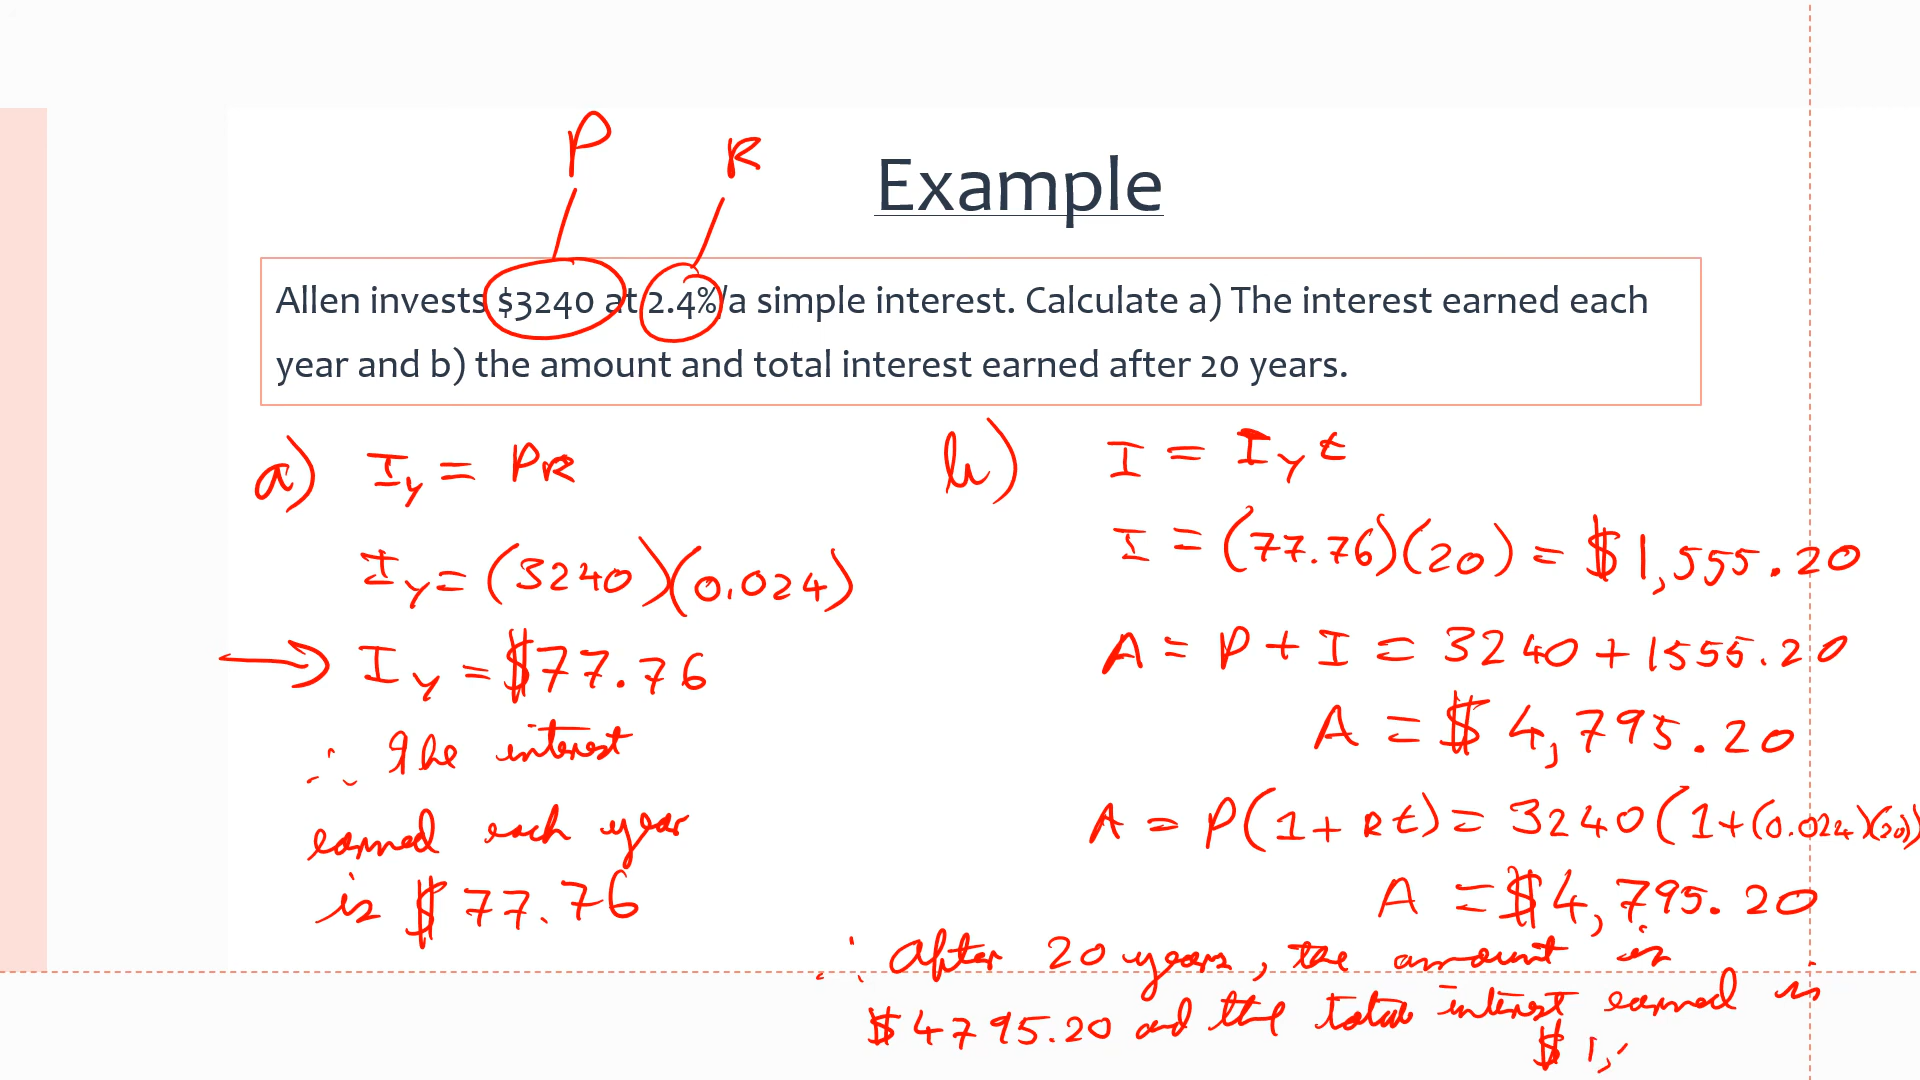 P R
Example
Allen invests $3240 at 2.4%/a simple interest. Calculate a) The interest earned each
year and b) the amount and total interest earned after 20 years.
a) I_y = PR
I_y = (3240)(0.024)
→ I_y = $77.76
∴ The interest
earned each year
is $77.76
b) I = I_y t
I = (77.76)(20) = $1,555.20
A = P + I = 3240 + 1555.20
A = $4,795.20
A = P(1+Rt) = 3240(1+(0.024)(20))
A = $4,795.20
∴ After 20 years, the amount is
$4795.20 and the total interest earned is
$1,